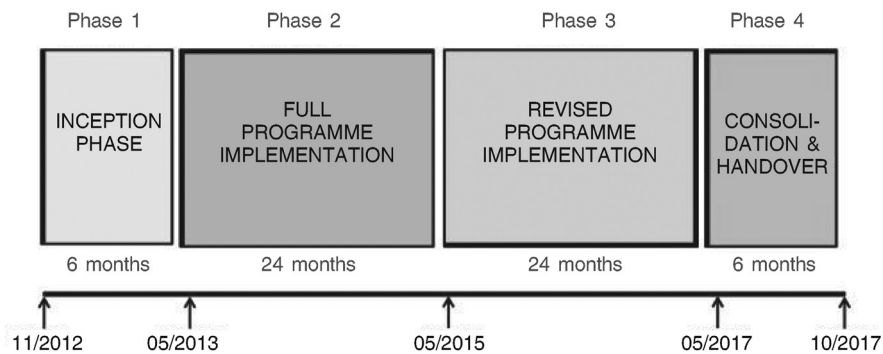 Phase 1
Phase 2
Phase 3
Phase 4
INCEPTION
PHASE
FULL
PROGRAMME
IMPLEMENTATION
REVISED
PROGRAMME
IMPLEMENTATION
CONSOLI-
DATION &
HANDOVER
6 months
24 months
24 months
6 months
11/2012
05/2013
05/2015
05/2017
10/2017